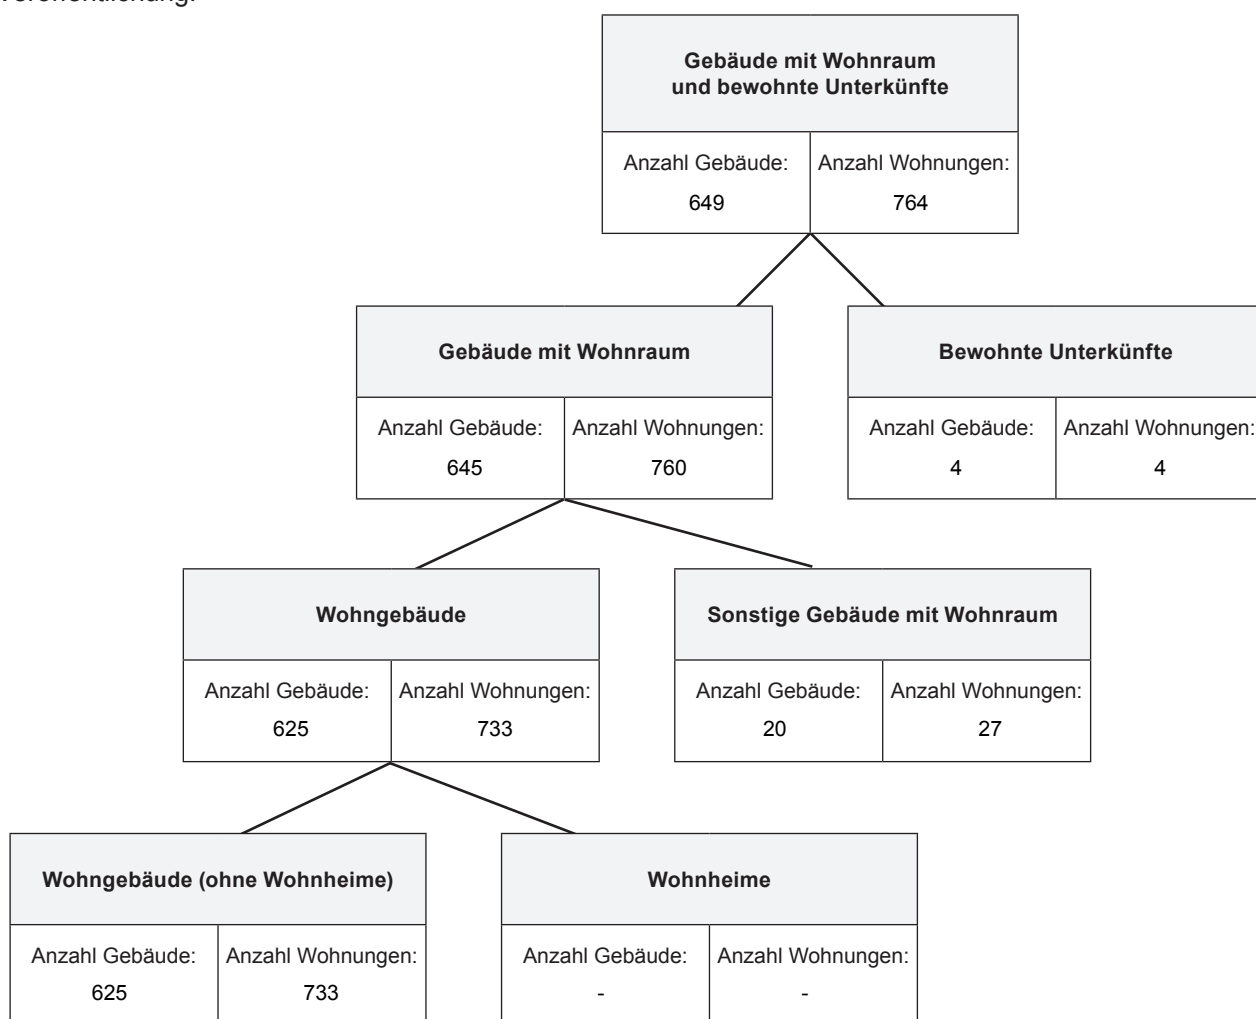 Veröffentlichung.
Gebäude mit Wohnraum
und bewohnte Unterkünfte
Anzahl Gebäude: Anzahl Wohnungen:
649 764
Gebäude mit Wohnraum
Anzahl Gebäude: Anzahl Wohnungen:
645 760
Bewohnte Unterkünfte
Anzahl Gebäude: Anzahl Wohnungen:
4 4
Wohngebäude
Anzahl Gebäude: Anzahl Wohnungen:
625 733
Sonstige Gebäude mit Wohnraum
Anzahl Gebäude: Anzahl Wohnungen:
20 27
Wohngebäude (ohne Wohnheime)
Anzahl Gebäude: Anzahl Wohnungen:
625 733
Wohnheime
Anzahl Gebäude: Anzahl Wohnungen:
- -